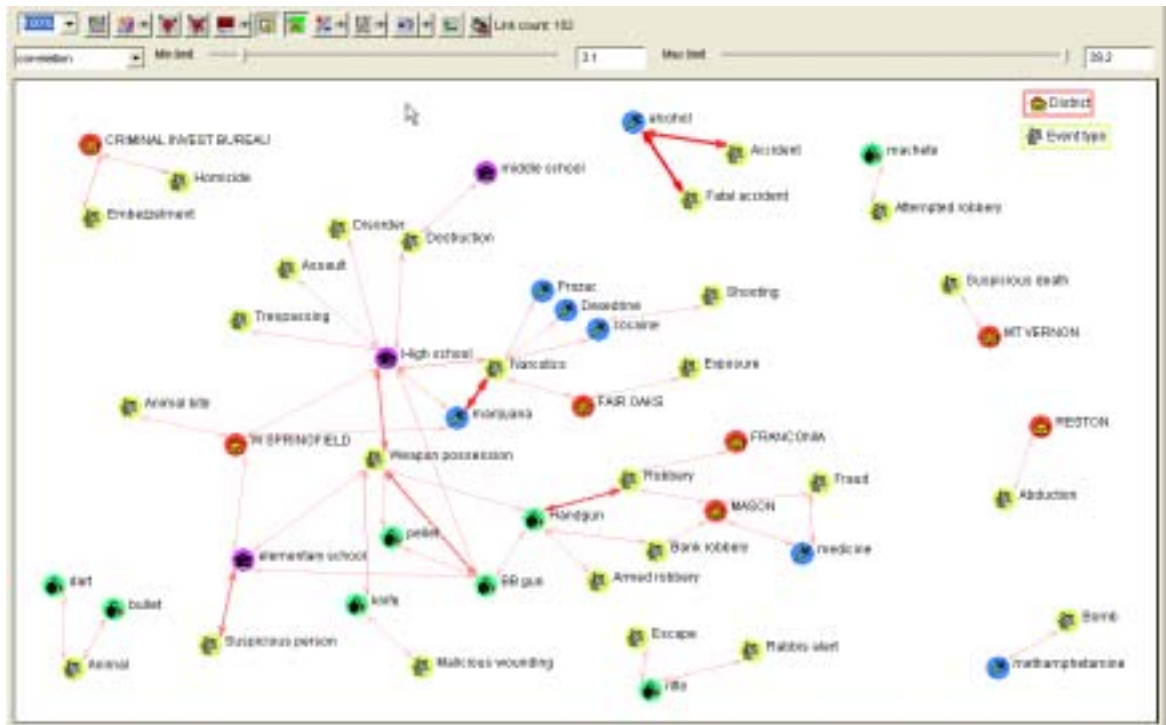 100%
Link count: 102
correlation
Min limit
3.1
Max limit
39.2
District
Event type
CRIMINAL INVEST BUREAU
Homicide
Embezzlement
middle school
alcohol
Accident
Fatal accident
machete
Attempted robbery
Disorder
Destruction
Assault
Trespassing
Prozac
Dexedrine
cocaine
Shooting
Suspicious death
MT VERNON
High school
Narcotics
Exposure
FAIR OAKS
marijuana
Animal bite
W SPRINGFIELD
Weapon possession
FRANCONIA
RESTON
Robbery
Fraud
Abduction
MASON
Handgun
pellet
Bank robbery
medicine
elementary school
BB gun
Armed robbery
dart
bullet
knife
Suspicious person
Animal
Malicious wounding
Escape
Rabbis alert
rifle
Bomb
methamphetamine